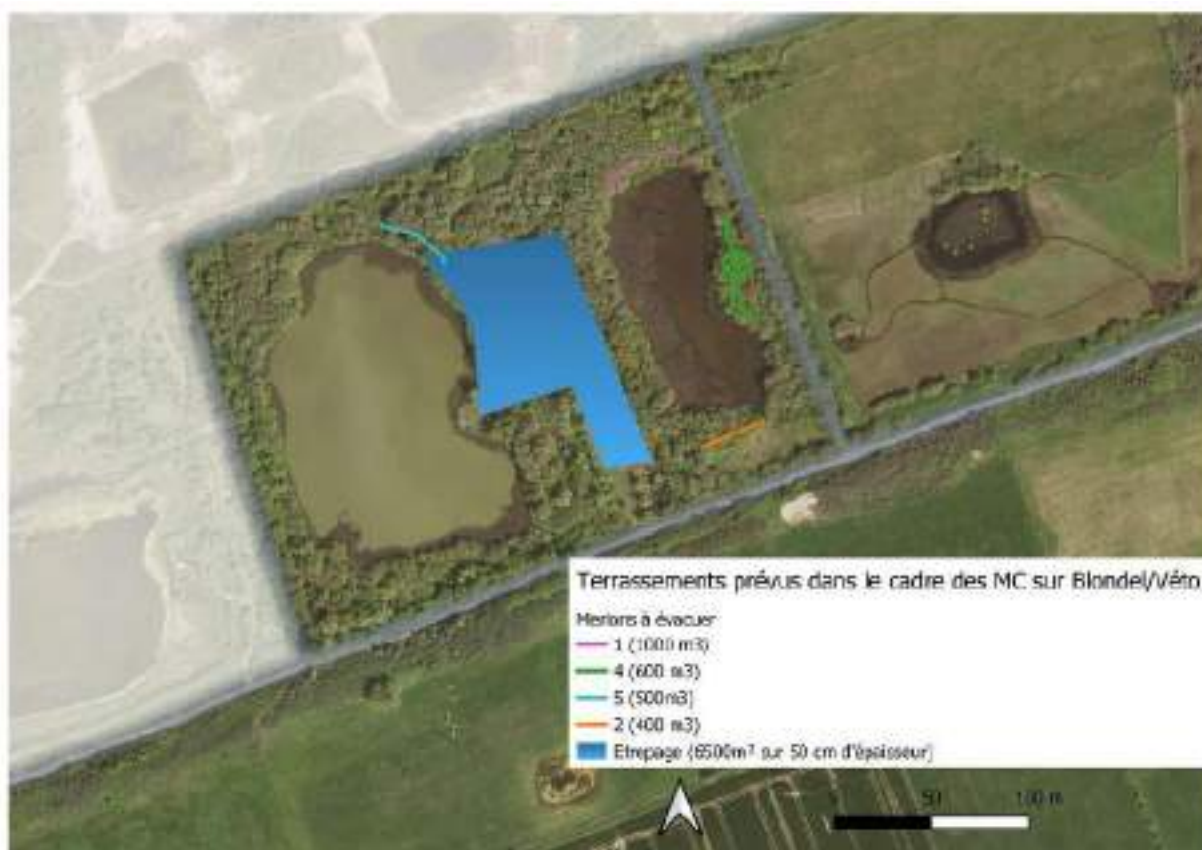 Terrassements prévus dans le cadre des MC sur Blondel/Véto
Merlons à évacuer
1 (1000 m3)
4 (600 m3)
5 (500m3)
2 (400 m3)
Etrepage (6500m² sur 50 cm d'épaisseur)
50 100 m